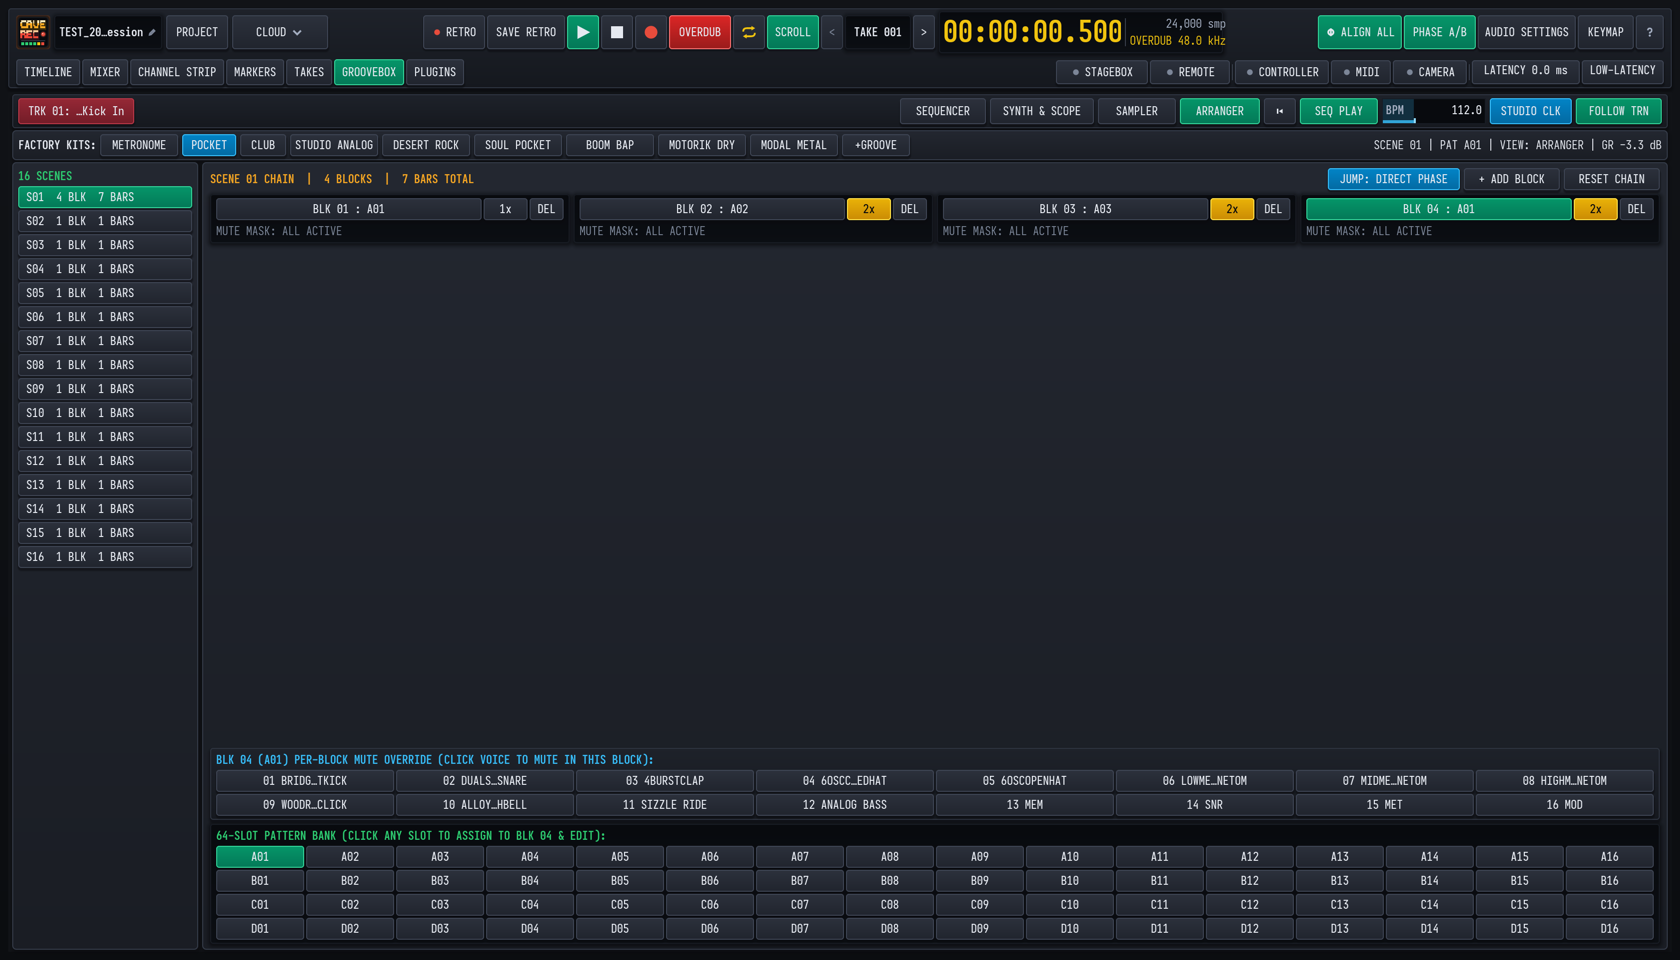 CAVE REC TEST_20…ession PROJECT CLOUD RETRO SAVE RETRO OVERDUB SCROLL < TAKE 001 > 00:00:00.500 24,000 smp ALIGN ALL PHASE A/B AUDIO SETTINGS KEYMAP ?
OVERDUB 48.0 kHz
TIMELINE MIXER CHANNEL STRIP MARKERS TAKES GROOVEBOX PLUGINS STAGEBOX REMOTE CONTROLLER MIDI CAMERA LATENCY 0.0 ms LOW-LATENCY
TRK 01: …Kick In SEQUENCER SYNTH & SCOPE SAMPLER ARRANGER SEQ PLAY BPM 112.0 STUDIO CLK FOLLOW TRN
FACTORY KITS: METRONOME POCKET CLUB STUDIO ANALOG DESERT ROCK SOUL POCKET BOOM BAP MOTORIK DRY MODAL METAL +GROOVE SCENE 01 | PAT A01 | VIEW: ARRANGER | GR -3.3 dB
16 SCENES
S01 4 BLK 7 BARS
S02 1 BLK 1 BARS
S03 1 BLK 1 BARS
S04 1 BLK 1 BARS
S05 1 BLK 1 BARS
S06 1 BLK 1 BARS
S07 1 BLK 1 BARS
S08 1 BLK 1 BARS
S09 1 BLK 1 BARS
S10 1 BLK 1 BARS
S11 1 BLK 1 BARS
S12 1 BLK 1 BARS
S13 1 BLK 1 BARS
S14 1 BLK 1 BARS
S15 1 BLK 1 BARS
S16 1 BLK 1 BARS
SCENE 01 CHAIN | 4 BLOCKS | 7 BARS TOTAL JUMP: DIRECT PHASE + ADD BLOCK RESET CHAIN
BLK 01 : A01 1x DEL BLK 02 : A02 2x DEL BLK 03 : A03 2x DEL BLK 04 : A01 2x DEL
MUTE MASK: ALL ACTIVE MUTE MASK: ALL ACTIVE MUTE MASK: ALL ACTIVE MUTE MASK: ALL ACTIVE
BLK 04 (A01) PER-BLOCK MUTE OVERRIDE (CLICK VOICE TO MUTE IN THIS BLOCK):
01 BRIDG…TKICK 02 DUALS…SNARE 03 4BURSTCLAP 04 6OSCC…EDHAT 05 6OSCOPENHAT 06 LOWME…NETOM 07 MIDME…NETOM 08 HIGHM…NETOM
09 WOODR…CLICK 10 ALLOY…HBELL 11 SIZZLE RIDE 12 ANALOG BASS 13 MEM 14 SNR 15 MET 16 MOD
64-SLOT PATTERN BANK (CLICK ANY SLOT TO ASSIGN TO BLK 04 & EDIT):
A01 A02 A03 A04 A05 A06 A07 A08 A09 A10 A11 A12 A13 A14 A15 A16
B01 B02 B03 B04 B05 B06 B07 B08 B09 B10 B11 B12 B13 B14 B15 B16
C01 C02 C03 C04 C05 C06 C07 C08 C09 C10 C11 C12 C13 C14 C15 C16
D01 D02 D03 D04 D05 D06 D07 D08 D09 D10 D11 D12 D13 D14 D15 D16